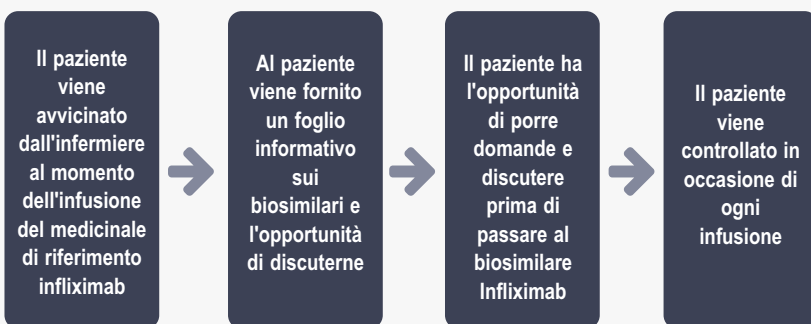 Il paziente
viene
avvicinato
dall'infermiere
al momento
dell'infusione
del medicinale
di riferimento
infliximab
Al paziente
viene fornito
un foglio
informativo
sui
biosimilari e
l'opportunità
di discuterne
Il paziente ha
l'opportunità
di porre
domande e
discutere
prima di
passare al
biosimilare
Infliximab
Il paziente
viene
controllato in
occasione di
ogni
infusione